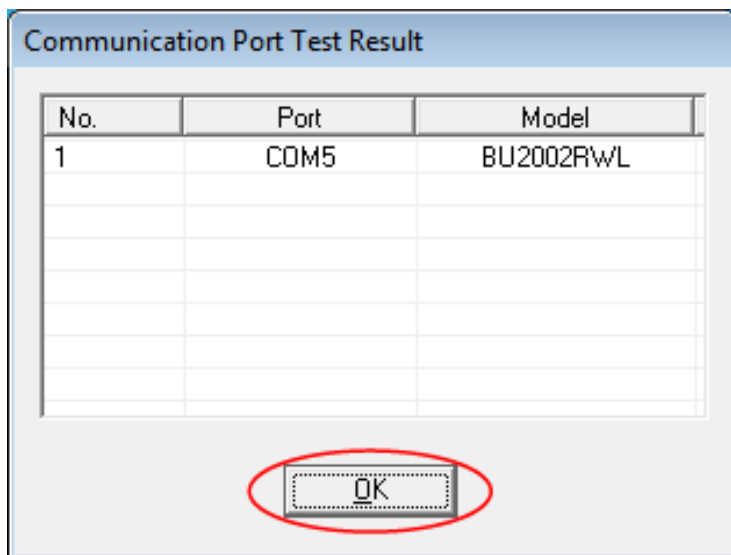 Communication Port Test Result
No. Port Model
1 COM5 BU2002RWL
OK